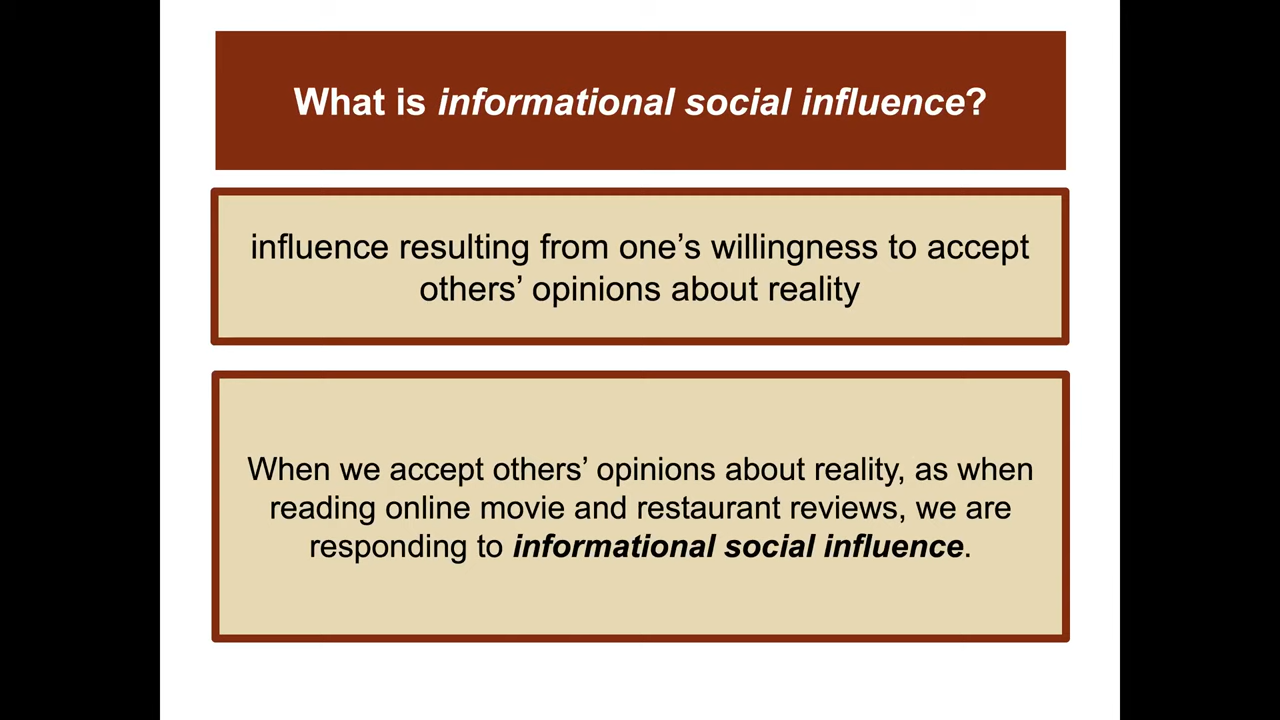 What is informational social influence?
influence resulting from one’s willingness to accept
others’ opinions about reality
When we accept others’ opinions about reality, as when
reading online movie and restaurant reviews, we are
responding to informational social influence.